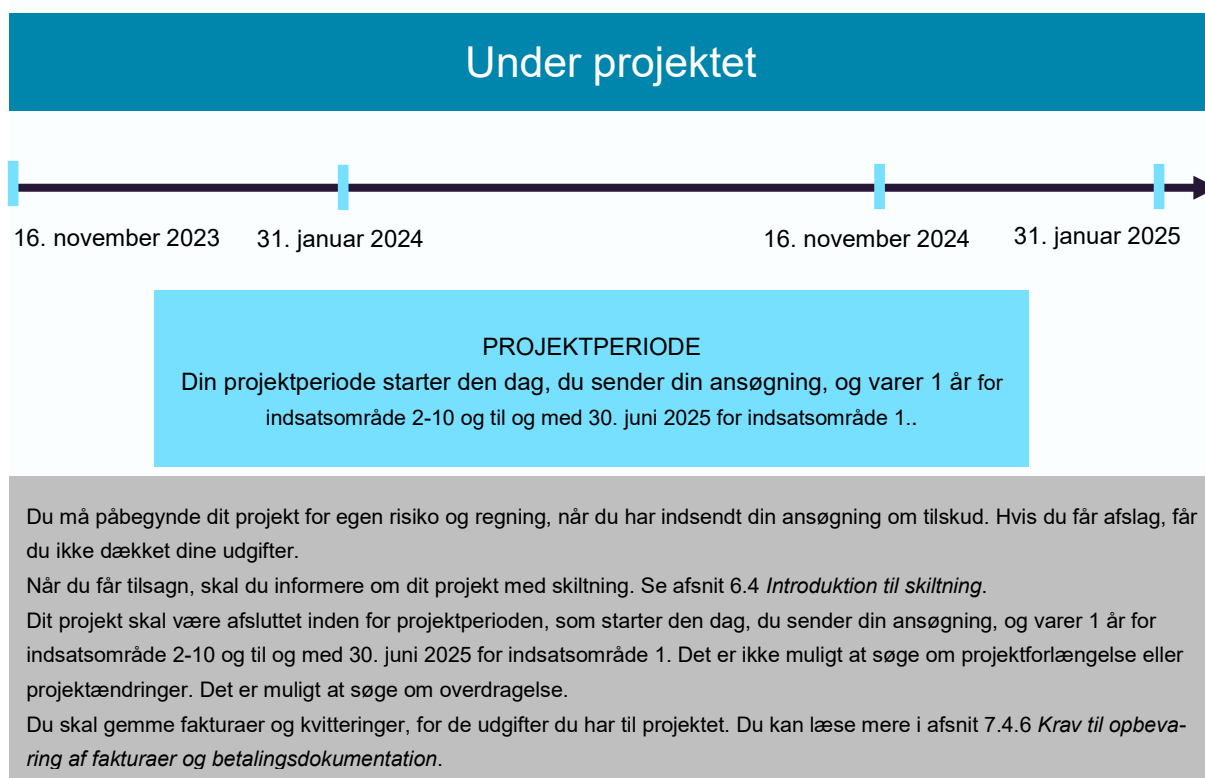 Under projektet
16. november 2023 31. januar 2024 16. november 2024 31. januar 2025
PROJEKTPERIODE
Din projektperiode starter den dag, du sender din ansøgning, og varer 1 år for
indsatsområde 2-10 og til og med 30. juni 2025 for indsatsområde 1..
Du må påbegynde dit projekt for egen risiko og regning, når du har indsendt din ansøgning om tilskud. Hvis du får afslag, får
du ikke dækket dine udgifter.
Når du får tilsagn, skal du informere om dit projekt med skiltning. Se afsnit 6.4 Introduktion til skiltning.
Dit projekt skal være afsluttet inden for projektperioden, som starter den dag, du sender din ansøgning, og varer 1 år for
indsatsområde 2-10 og til og med 30. juni 2025 for indsatsområde 1. Det er ikke muligt at søge om projektforlængelse eller
projektændringer. Det er muligt at søge om overdragelse.
Du skal gemme fakturaer og kvitteringer, for de udgifter du har til projektet. Du kan læse mere i afsnit 7.4.6 Krav til opbeva-
ring af fakturaer og betalingsdokumentation.